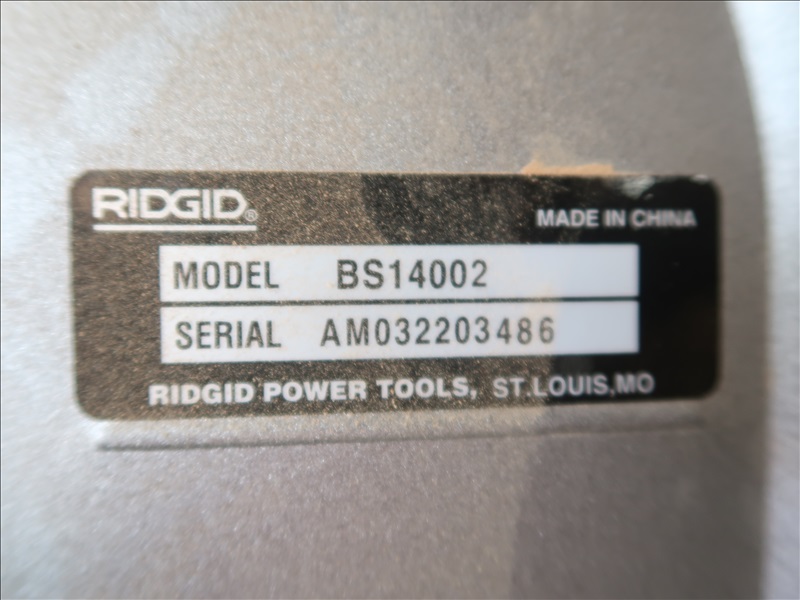 RIDGID®
MADE IN CHINA
MODEL BS14002
SERIAL AM032203486
RIDGID POWER TOOLS, ST.LOUIS,MO